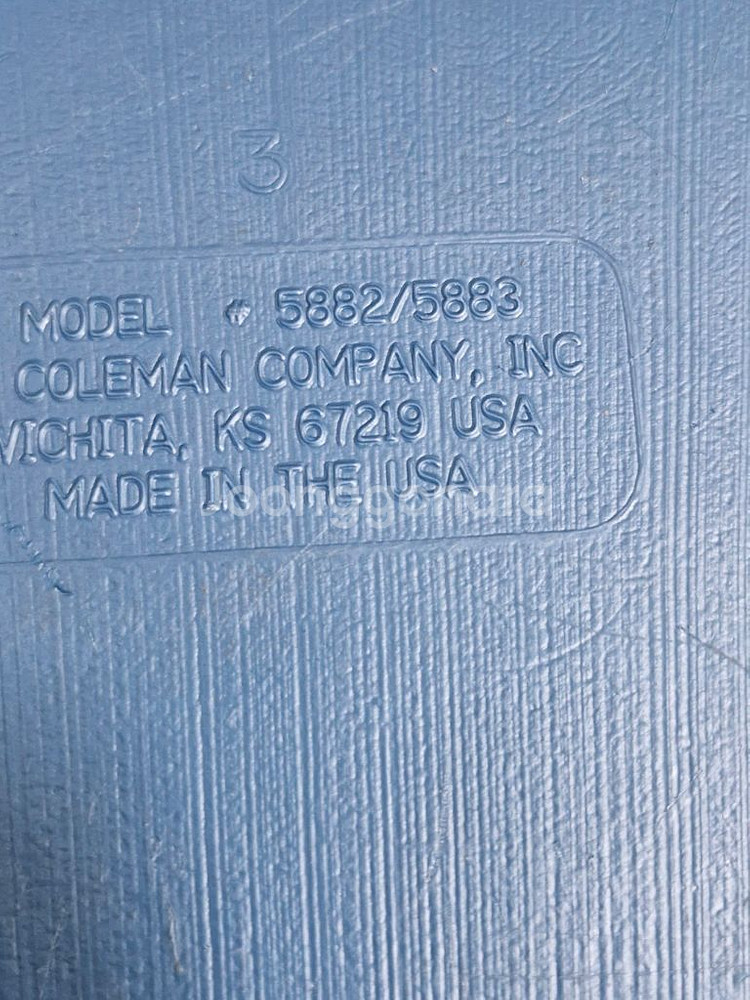 3
MODEL # 5882/5883
COLEMAN COMPANY, INC
WICHITA, KS 67219 USA
MADE IN THE USA